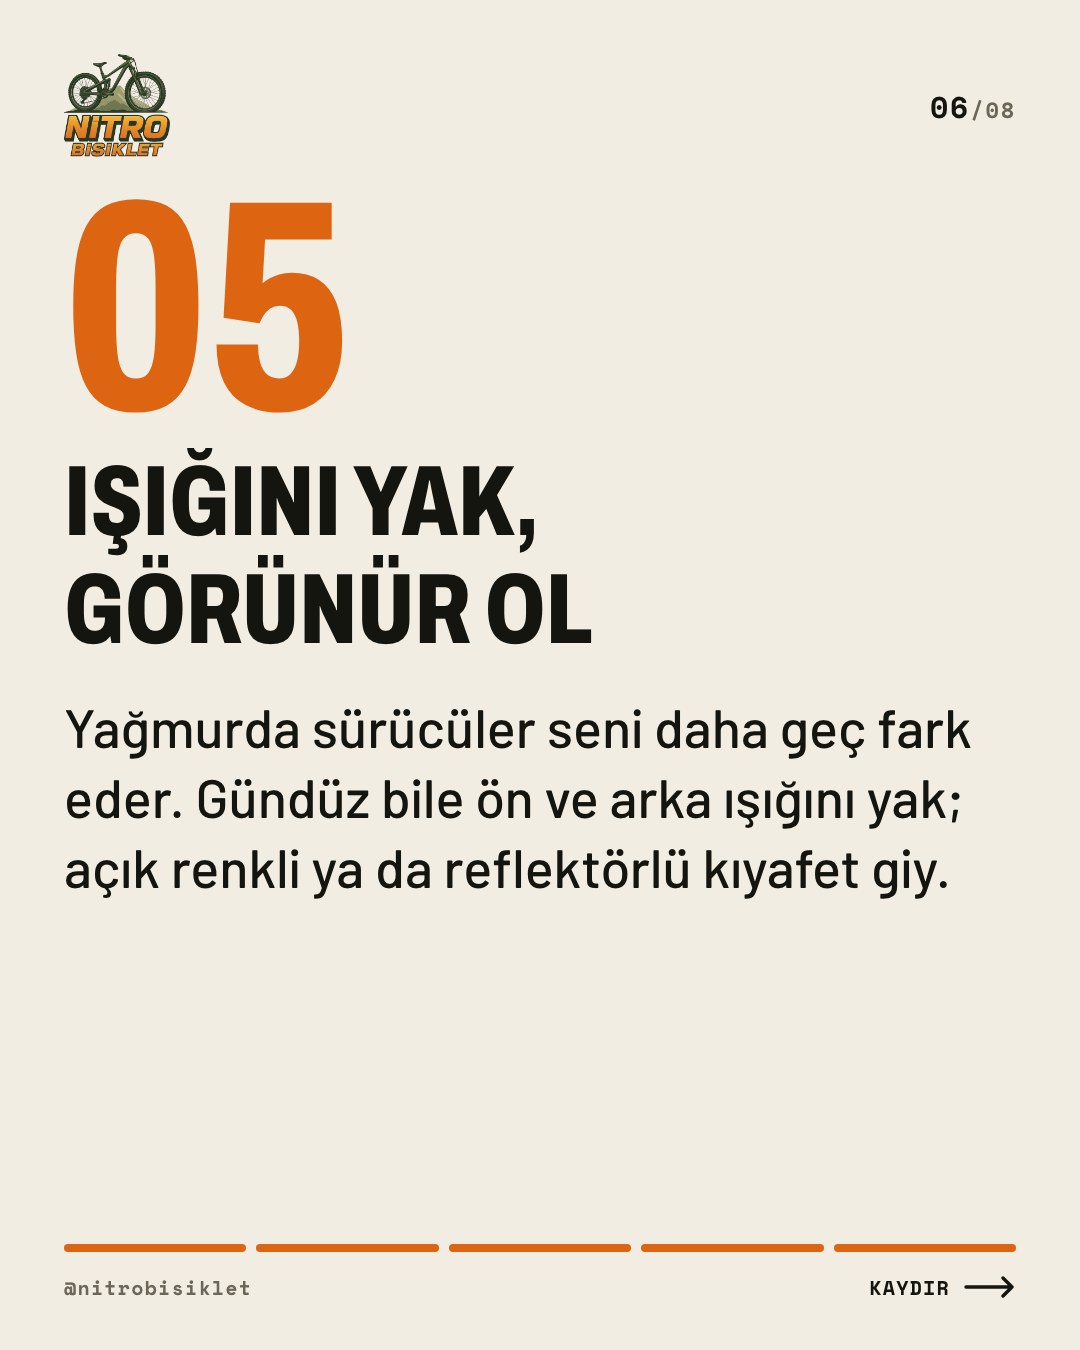 NiTRO
BISIKLET
06/08
05
IŞIĞINI YAK,
GÖRÜNÜR OL
Yağmurda sürücüler seni daha geç fark
eder. Gündüz bile ön ve arka ışığını yak;
açık renkli ya da reflektörlü kıyafet giy.
@nitrobisiklet
KAYDIR